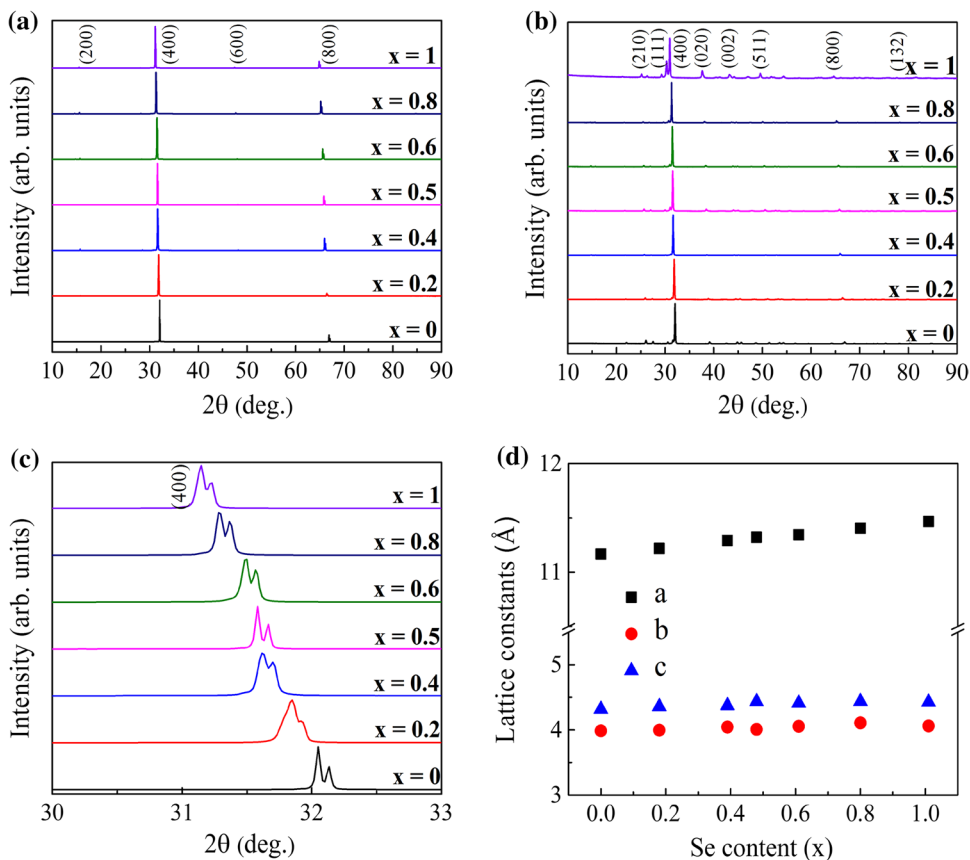 (a)
(200)
(400)
(600)
(800)
x = 1
x = 0.8
x = 0.6
x = 0.5
x = 0.4
x = 0.2
x = 0
Intensity (arb. units)
10 20 30 40 50 60 70 80 90
2θ (deg.)
(b)
(210)
(111)
(400)
(020)
(002)
(511)
(800)
(132)
x = 1
x = 0.8
x = 0.6
x = 0.5
x = 0.4
x = 0.2
x = 0
Intensity (arb. units)
10 20 30 40 50 60 70 80 90
2θ (deg.)
(c)
(400)
x = 1
x = 0.8
x = 0.6
x = 0.5
x = 0.4
x = 0.2
x = 0
Intensity (arb. units)
30 31 32 33
2θ (deg.)
(d)
12
11
5
4
3
a
b
c
Lattice constants (Å)
0.0 0.2 0.4 0.6 0.8 1.0
Se content (x)